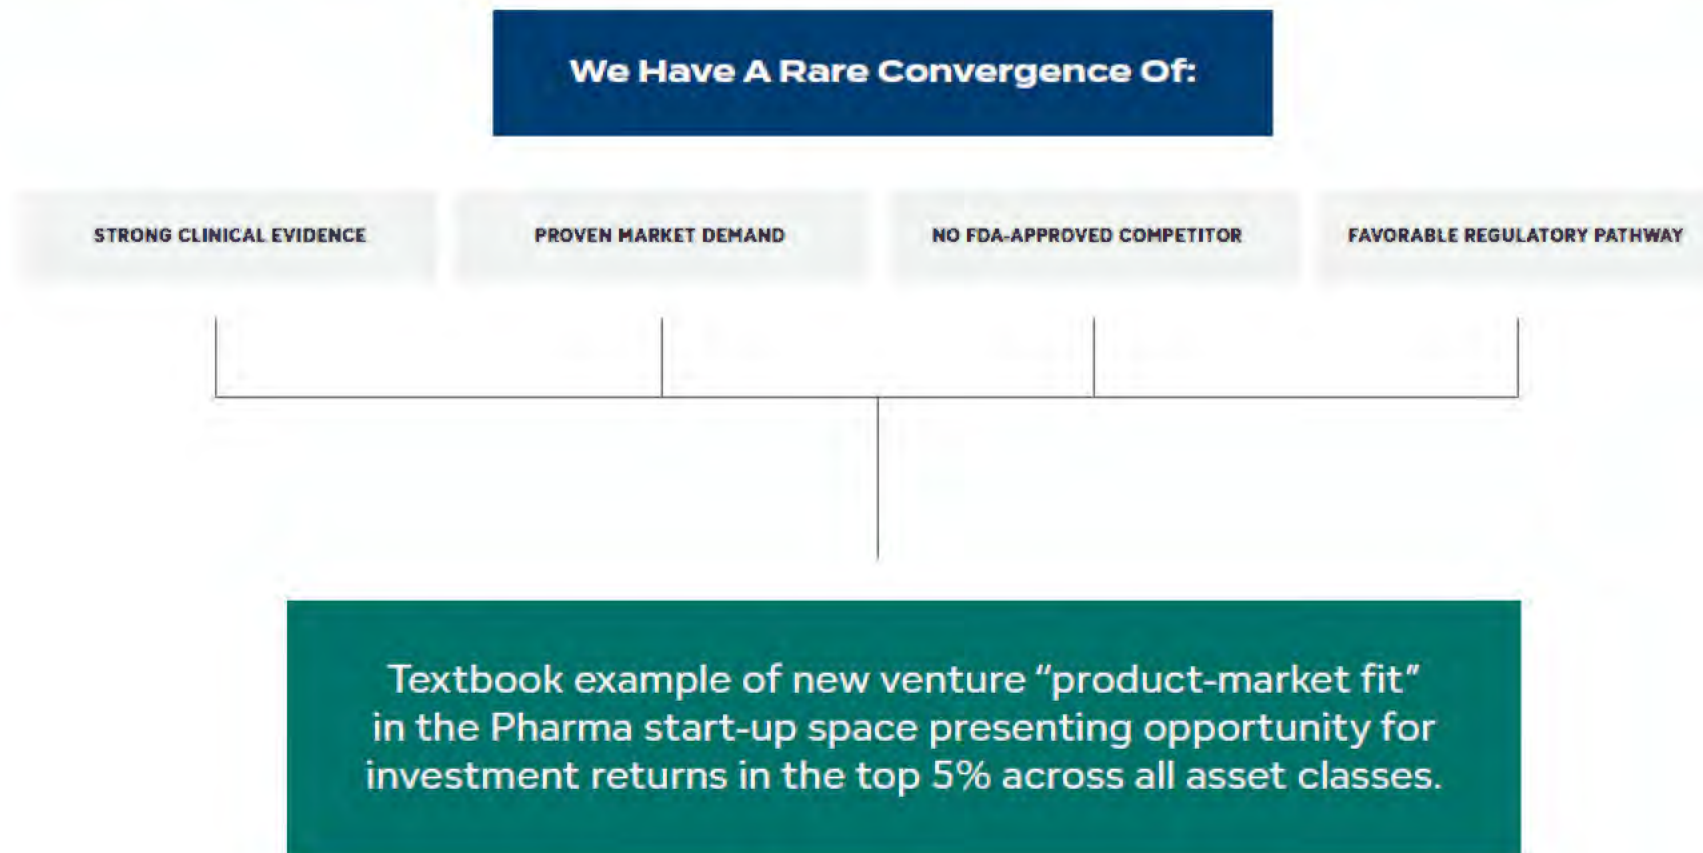 We Have A Rare Convergence Of:
STRONG CLINICAL EVIDENCE
PROVEN MARKET DEMAND
NO FDA-APPROVED COMPETITOR
FAVORABLE REGULATORY PATHWAY
Textbook example of new venture “product-market fit”
in the Pharma start-up space presenting opportunity for
investment returns in the top 5% across all asset classes.